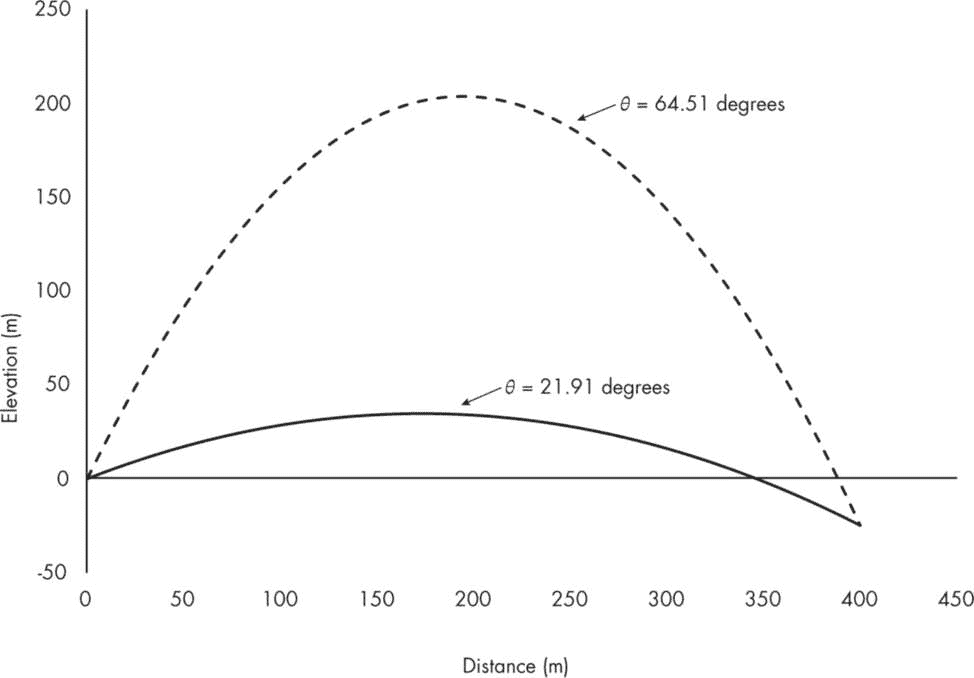 250
200
θ = 64.51 degrees
150
100
50
θ = 21.91 degrees
0
-50
Elevation (m)
0 50 100 150 200 250 300 350 400 450
Distance (m)